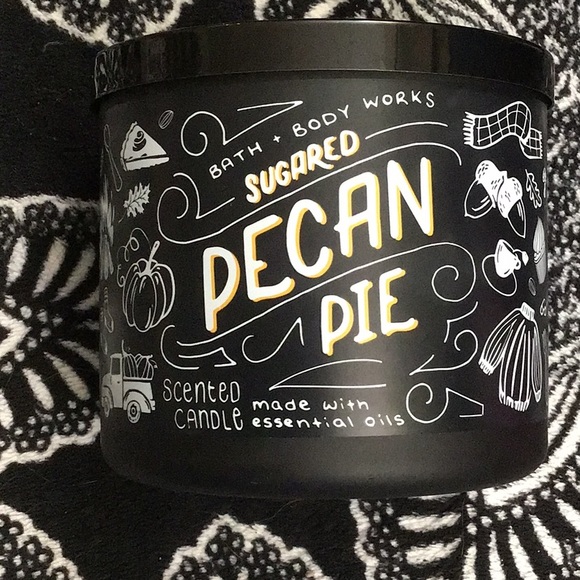 BATH + BODY WORKS
SUGARED
PECAN
PIE
SCENTED
CANDLE
made with
essential oils